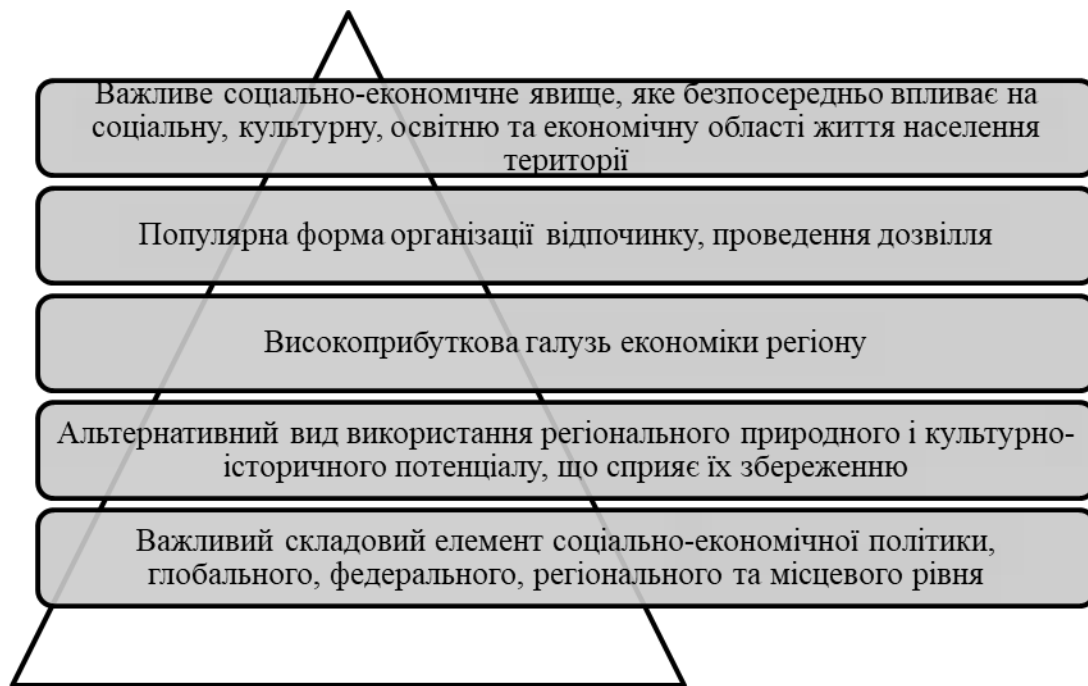 Важливе соціально-економічне явище, яке безпосередньо впливає на
соціальну, культурну, освітню та економічну області життя населення
території
Популярна форма організації відпочинку, проведення дозвілля
Високоприбуткова галузь економіки регіону
Альтернативний вид використання регіонального природного і культурно-
історичного потенціалу, що сприяє їх збереженню
Важливий складовий елемент соціально-економічної політики,
глобального, федерального, регіонального та місцевого рівня